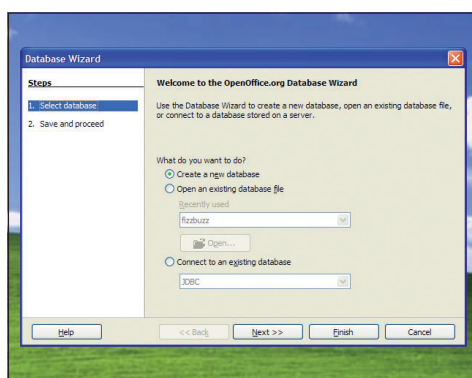 Database Wizard
Steps
1. Select database
2. Save and proceed
Welcome to the OpenOffice.org Database Wizard
Use the Database Wizard to create a new database, open an existing database file,
or connect to a database stored on a server.
What do you want to do?
Create a new database
Open an existing database file
Recently used
fizzbuzz
Open...
Connect to an existing database
JDBC
Help
<< Back
Next >>
Finish
Cancel